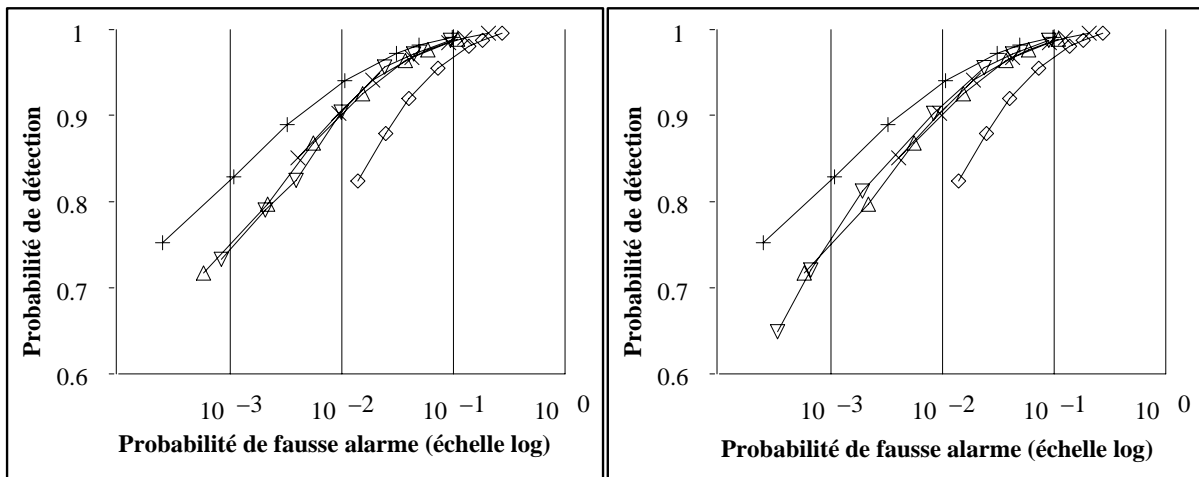 1
0.9
0.8
0.7
0.6
Probabilité de détection
10 −3 10 −2 10 −1 10 0
Probabilité de fausse alarme (échelle log)
1
0.9
0.8
0.7
0.6
Probabilité de détection
10 −3 10 −2 10 −1 10 0
Probabilité de fausse alarme (échelle log)